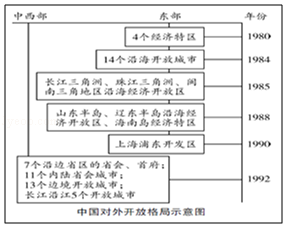 中西部 东部 年份
4个经济特区 1980
14个沿海开放城市 1984
长江三角洲、珠江三角洲、闽
南三角地区沿海经济开放区 1985
山东半岛、辽东半岛沿海经
济开放区、海南岛经济特区 1988
上海浦东开发区 1990
7个沿边省区的省会、首府;
11个内陆省会城市;
13个边境开放城市;
长江沿江5个开放城市 1992
中国对外开放格局示意图